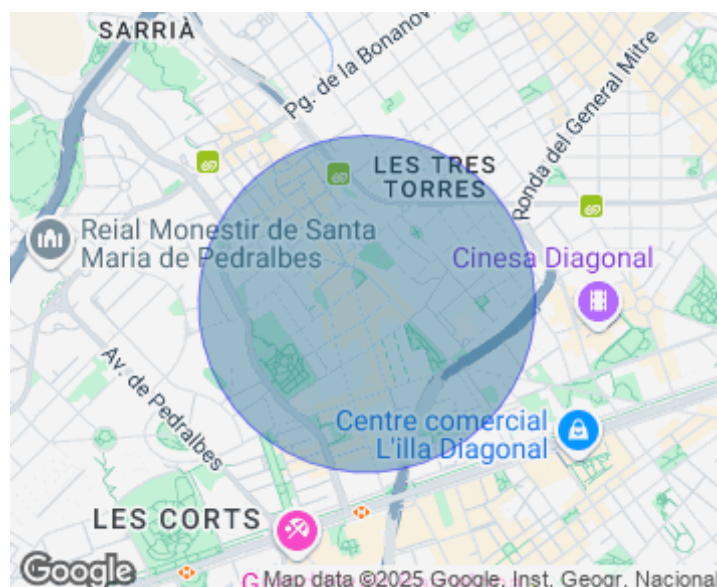 SARRIÀ
Pg. de la Bonanov
Ronda del General Mitre
LES TRES
TORRES
Reial Monestir de Santa
Maria de Pedralbes
Cinesa Diagonal
Av. de Pedralbes
Centre comercial
L'illa Diagonal
LES CORTS
Google
G
Map data ©2025 Google, Inst. Geogr. Nacional